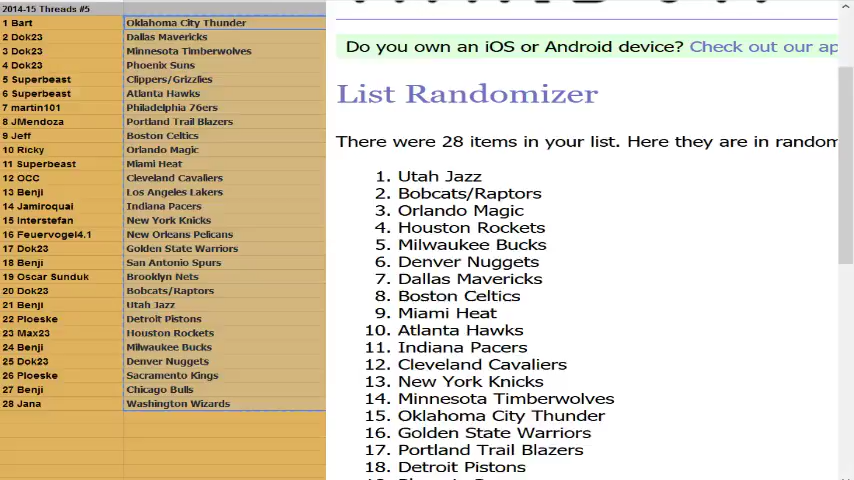 2014-15 Threads #5
1 Bart Oklahoma City Thunder
2 Dok23 Dallas Mavericks
3 Dok23 Minnesota Timberwolves
4 Dok23 Phoenix Suns
5 Superbeast Clippers/Grizzlies
6 Superbeast Atlanta Hawks
7 martin101 Philadelphia 76ers
8 JMendoza Portland Trail Blazers
9 Jeff Boston Celtics
10 Ricky Orlando Magic
11 Superbeast Miami Heat
12 OCC Cleveland Cavaliers
13 Benji Los Angeles Lakers
14 Jamiroquai Indiana Pacers
15 Interstefan New York Knicks
16 Feuervogel4.1 New Orleans Pelicans
17 Dok23 Golden State Warriors
18 Benji San Antonio Spurs
19 Oscar Sunduk Brooklyn Nets
20 Dok23 Bobcats/Raptors
21 Benji Utah Jazz
22 Ploeske Detroit Pistons
23 Max23 Houston Rockets
24 Benji Milwaukee Bucks
25 Dok23 Denver Nuggets
26 Ploeske Sacramento Kings
27 Benji Chicago Bulls
28 Jana Washington Wizards
Do you own an iOS or Android device? Check out our ap
List Randomizer
There were 28 items in your list. Here they are in random
1. Utah Jazz
2. Bobcats/Raptors
3. Orlando Magic
4. Houston Rockets
5. Milwaukee Bucks
6. Denver Nuggets
7. Dallas Mavericks
8. Boston Celtics
9. Miami Heat
10. Atlanta Hawks
11. Indiana Pacers
12. Cleveland Cavaliers
13. New York Knicks
14. Minnesota Timberwolves
15. Oklahoma City Thunder
16. Golden State Warriors
17. Portland Trail Blazers
18. Detroit Pistons